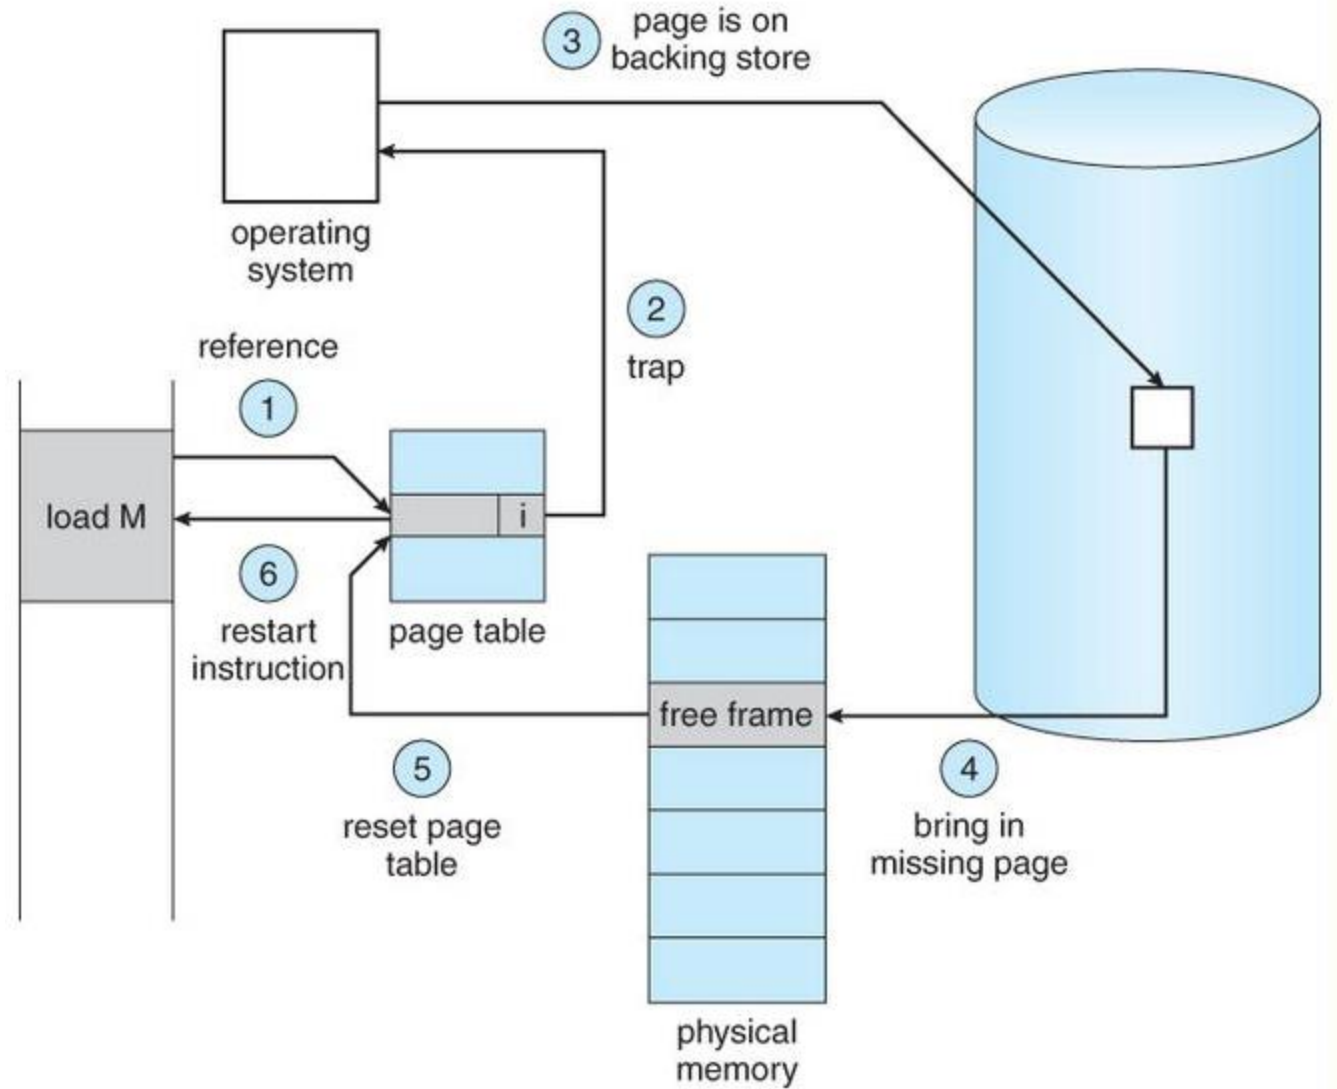 3
page is on
backing store
operating
system
2
trap
reference
1
load M
i
6
restart
instruction
page table
free frame
5
reset page
table
4
bring in
missing page
physical
memory